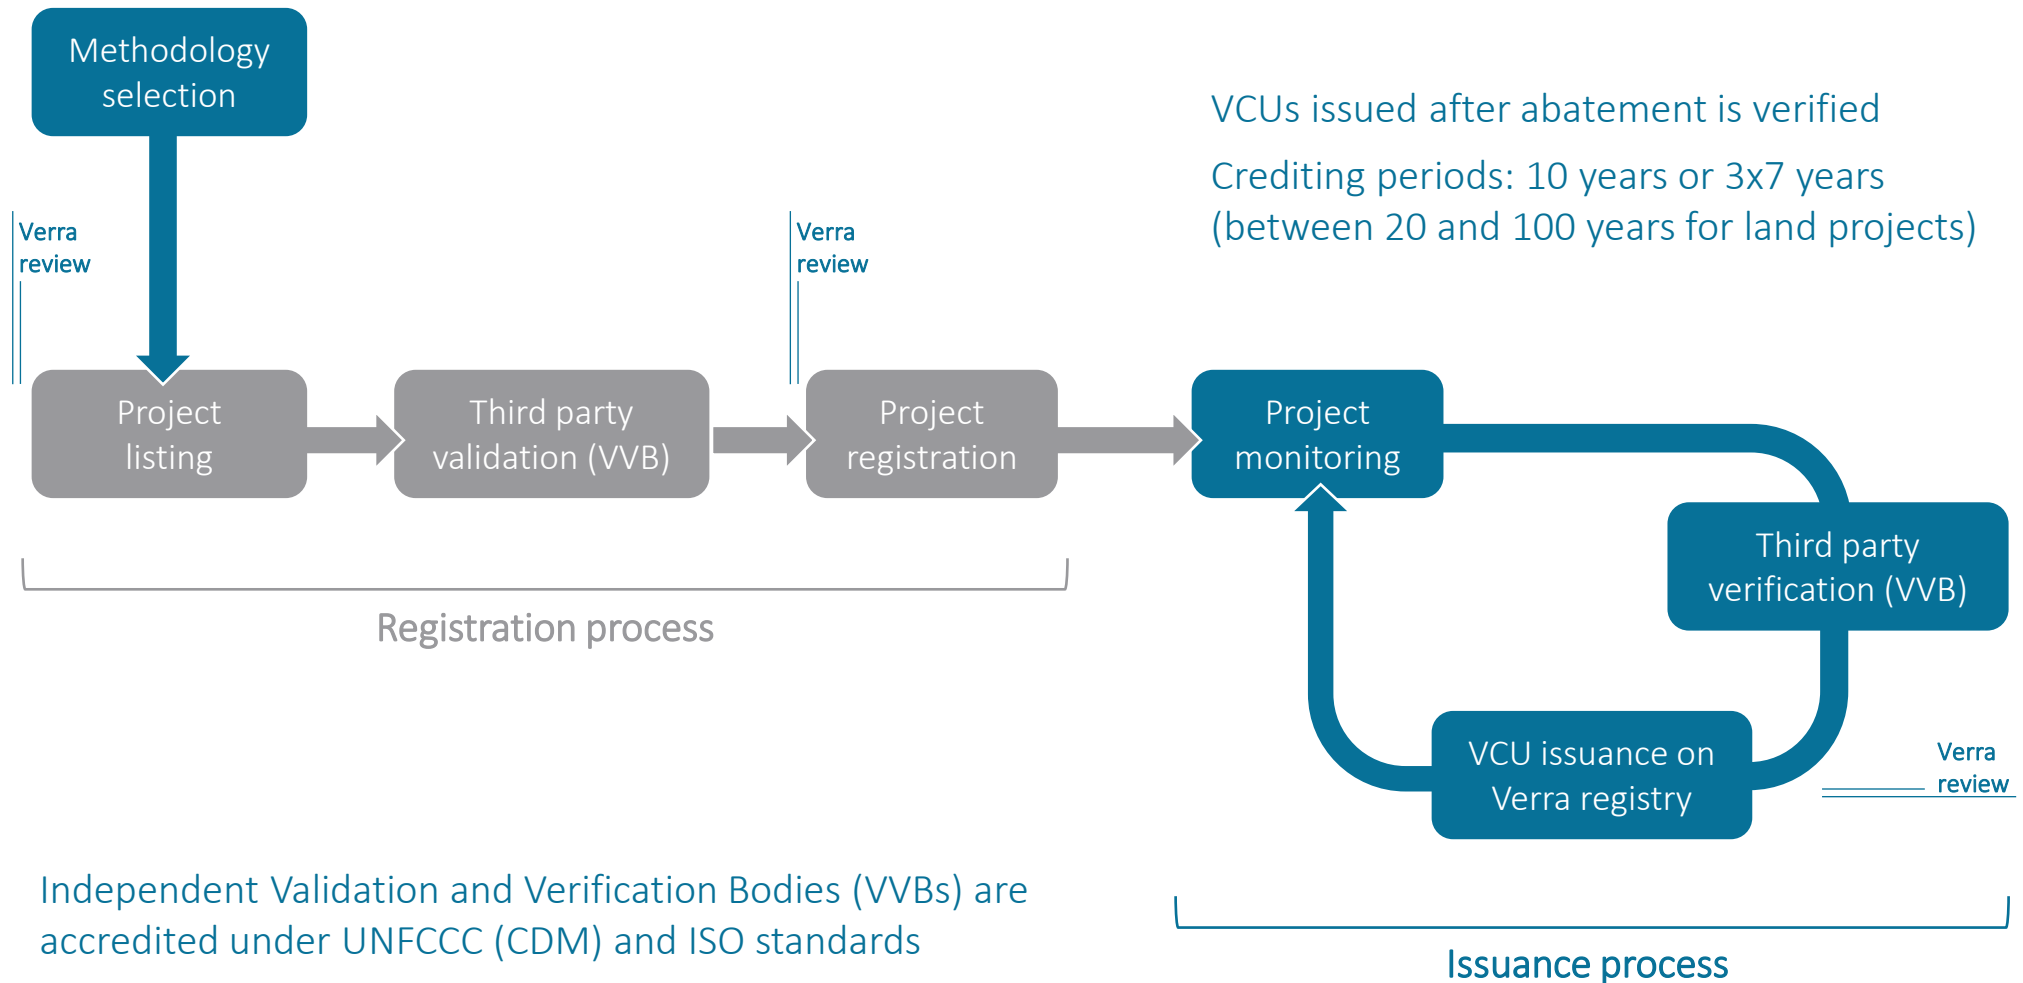 Methodology
selection
VCUs issued after abatement is verified
Crediting periods: 10 years or 3x7 years
(between 20 and 100 years for land projects)
Verra
review
Verra
review
Project
listing
Third party
validation (VVB)
Project
registration
Project
monitoring
Third party
verification (VVB)
Registration process
VCU issuance on
Verra registry
Verra
review
Independent Validation and Verification Bodies (VVBs) are
accredited under UNFCCC (CDM) and ISO standards
Issuance process